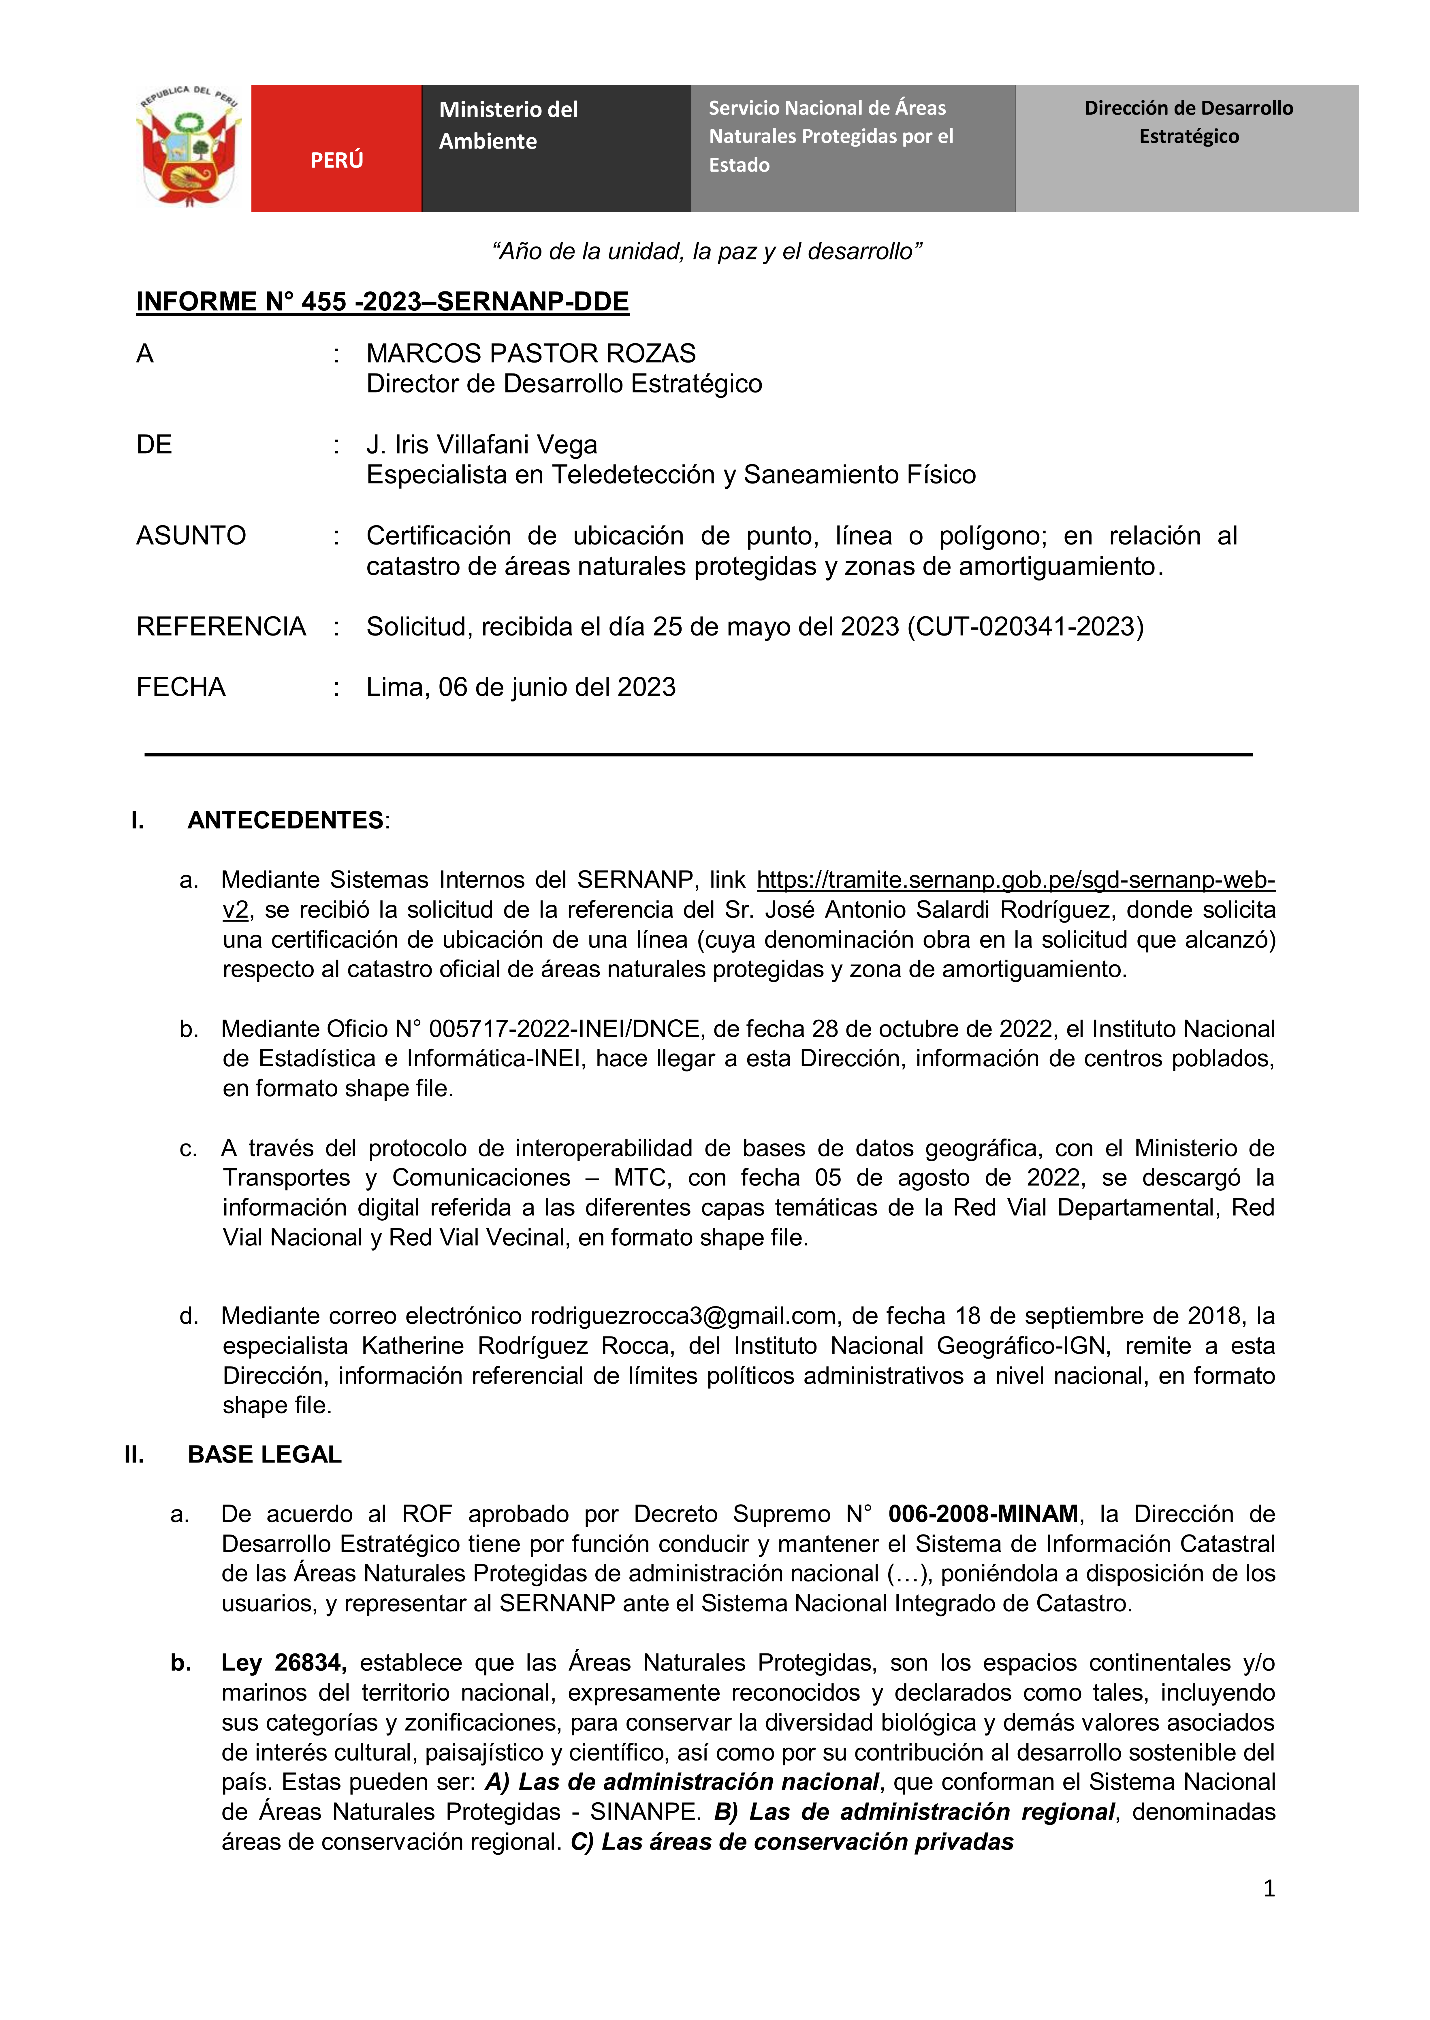 REPUBLICA DEL PERU
PERÚ
Ministerio del
Ambiente
Servicio Nacional de Áreas
Naturales Protegidas por el
Estado
Dirección de Desarrollo
Estratégico
“Año de la unidad, la paz y el desarrollo”
INFORME N° 455 -2023–SERNANP-DDE
A : MARCOS PASTOR ROZAS
Director de Desarrollo Estratégico
DE : J. Iris Villafani Vega
Especialista en Teledetección y Saneamiento Físico
ASUNTO : Certificación de ubicación de punto, línea o polígono; en relación al
catastro de áreas naturales protegidas y zonas de amortiguamiento.
REFERENCIA : Solicitud, recibida el día 25 de mayo del 2023 (CUT-020341-2023)
FECHA : Lima, 06 de junio del 2023
I. ANTECEDENTES:
a. Mediante Sistemas Internos del SERNANP, link https://tramite.sernanp.gob.pe/sgd-sernanp-web-
v2, se recibió la solicitud de la referencia del Sr. José Antonio Salardi Rodríguez, donde solicita
una certificación de ubicación de una línea (cuya denominación obra en la solicitud que alcanzó)
respecto al catastro oficial de áreas naturales protegidas y zona de amortiguamiento.
b. Mediante Oficio N° 005717-2022-INEI/DNCE, de fecha 28 de octubre de 2022, el Instituto Nacional
de Estadística e Informática-INEI, hace llegar a esta Dirección, información de centros poblados,
en formato shape file.
c. A través del protocolo de interoperabilidad de bases de datos geográfica, con el Ministerio de
Transportes y Comunicaciones – MTC, con fecha 05 de agosto de 2022, se descargó la
información digital referida a las diferentes capas temáticas de la Red Vial Departamental, Red
Vial Nacional y Red Vial Vecinal, en formato shape file.
d. Mediante correo electrónico rodriguezrocca3@gmail.com, de fecha 18 de septiembre de 2018, la
especialista Katherine Rodríguez Rocca, del Instituto Nacional Geográfico-IGN, remite a esta
Dirección, información referencial de límites políticos administrativos a nivel nacional, en formato
shape file.
II. BASE LEGAL
a. De acuerdo al ROF aprobado por Decreto Supremo N° 006-2008-MINAM, la Dirección de
Desarrollo Estratégico tiene por función conducir y mantener el Sistema de Información Catastral
de las Áreas Naturales Protegidas de administración nacional (…), poniéndola a disposición de los
usuarios, y representar al SERNANP ante el Sistema Nacional Integrado de Catastro.
b. Ley 26834, establece que las Áreas Naturales Protegidas, son los espacios continentales y/o
marinos del territorio nacional, expresamente reconocidos y declarados como tales, incluyendo
sus categorías y zonificaciones, para conservar la diversidad biológica y demás valores asociados
de interés cultural, paisajístico y científico, así como por su contribución al desarrollo sostenible del
país. Estas pueden ser: A) Las de administración nacional, que conforman el Sistema Nacional
de Áreas Naturales Protegidas - SINANPE. B) Las de administración regional, denominadas
áreas de conservación regional. C) Las áreas de conservación privadas
1